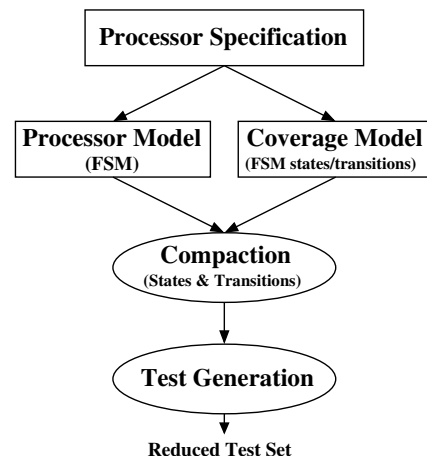 Processor Specification
Processor Model
(FSM)
Coverage Model
(FSM states/transitions)
Compaction
(States & Transitions)
Test Generation
Reduced Test Set